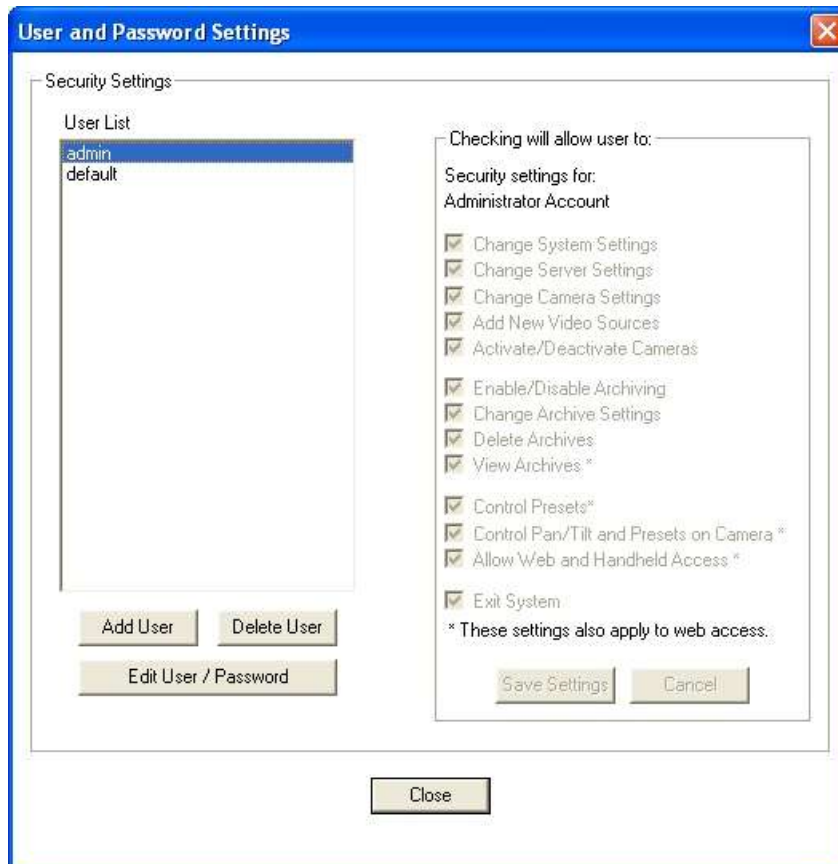 User and Password Settings
Security Settings
User List
admin
default
Add User
Delete User
Edit User / Password
Checking will allow user to:
Security settings for:
Administrator Account
Change System Settings
Change Server Settings
Change Camera Settings
Add New Video Sources
Activate/Deactivate Cameras
Enable/Disable Archiving
Change Archive Settings
Delete Archives
View Archives *
Control Presets*
Control Pan/Tilt and Presets on Camera *
Allow Web and Handheld Access *
Exit System
* These settings also apply to web access.
Save Settings
Cancel
Close